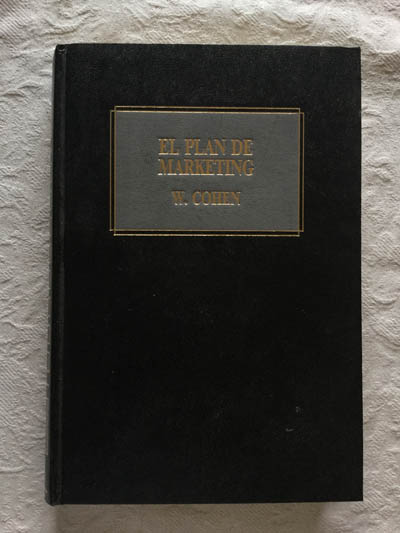 EL PLAN DE
MARKETING
W. COHEN